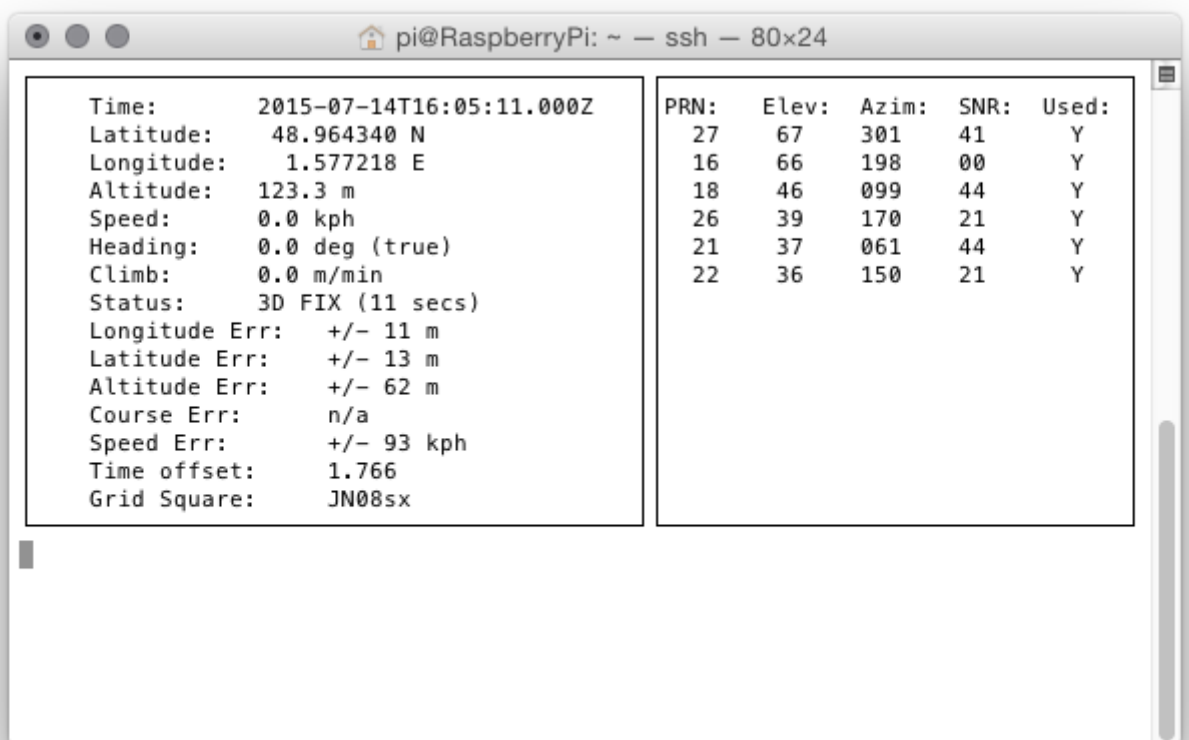 pi@RaspberryPi: ~ — ssh — 80×24
Time: 2015-07-14T16:05:11.000Z
Latitude: 48.964340 N
Longitude: 1.577218 E
Altitude: 123.3 m
Speed: 0.0 kph
Heading: 0.0 deg (true)
Climb: 0.0 m/min
Status: 3D FIX (11 secs)
Longitude Err: +/- 11 m
Latitude Err: +/- 13 m
Altitude Err: +/- 62 m
Course Err: n/a
Speed Err: +/- 93 kph
Time offset: 1.766
Grid Square: JN08sx
PRN: Elev: Azim: SNR: Used:
27 67 301 41 Y
16 66 198 00 Y
18 46 099 44 Y
26 39 170 21 Y
21 37 061 44 Y
22 36 150 21 Y